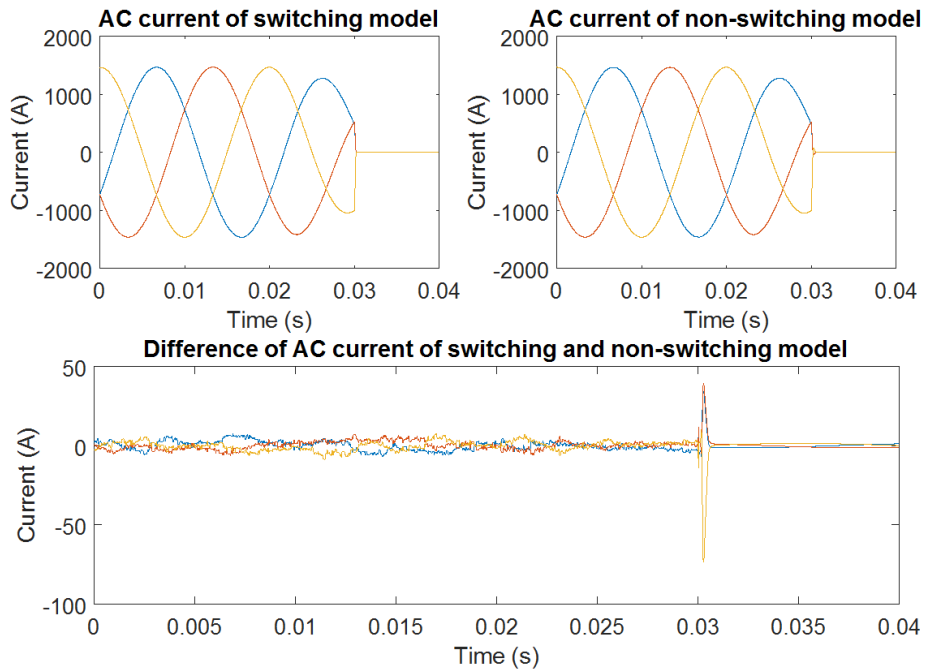 AC current of switching model
2000
1000
0
-1000
-2000
Current (A)
0 0.01 0.02 0.03 0.04
Time (s)
AC current of non-switching model
2000
1000
0
-1000
-2000
Current (A)
0 0.01 0.02 0.03 0.04
Time (s)
Difference of AC current of switching and non-switching model
50
0
-50
-100
Current (A)
0 0.005 0.01 0.015 0.02 0.025 0.03 0.035 0.04
Time (s)